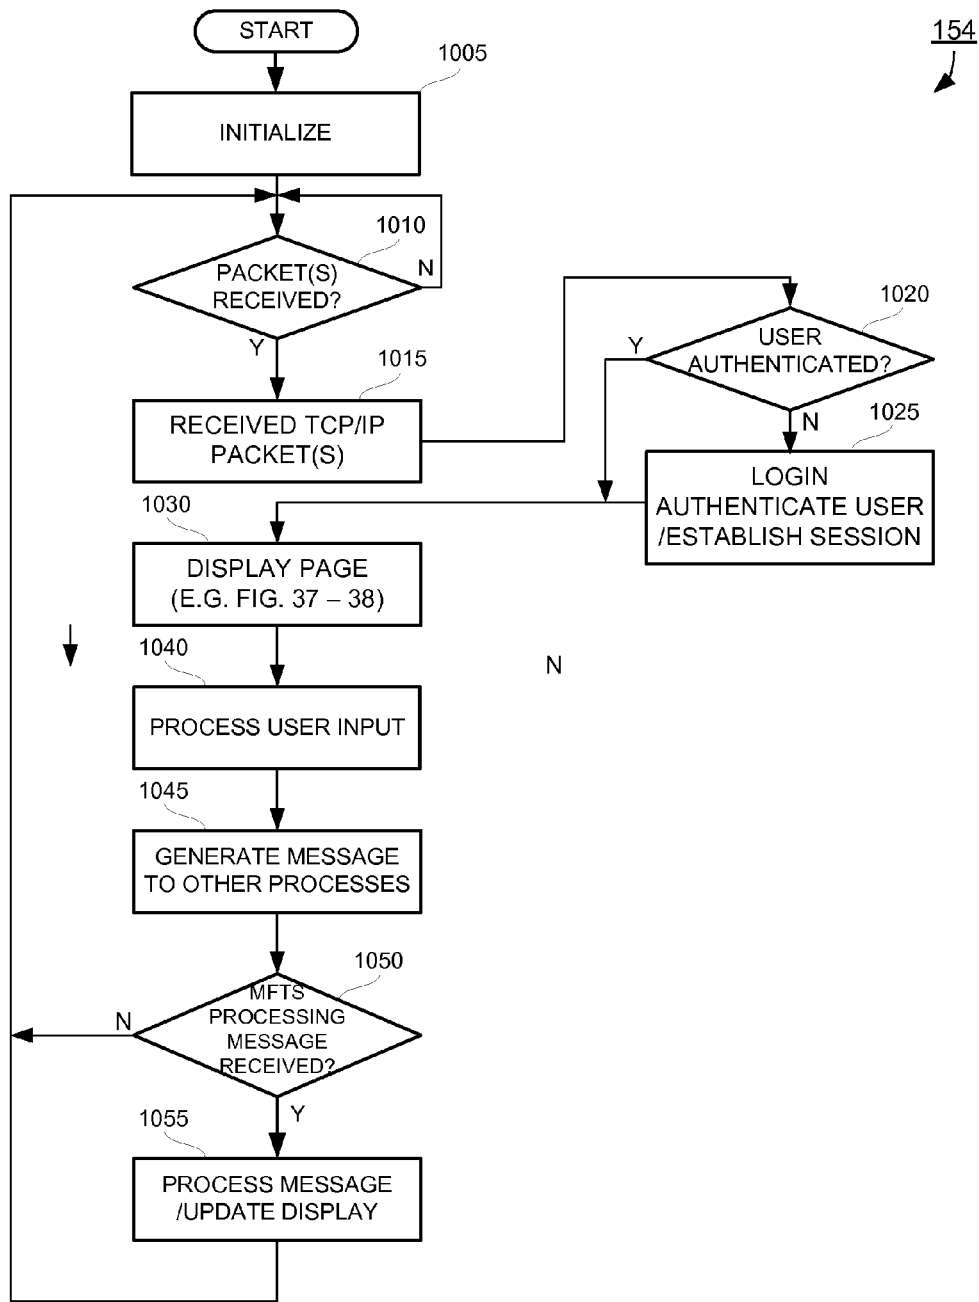 START
154
1005
INITIALIZE
1010
PACKET(S)
RECEIVED?
N
Y
1015
RECEIVED TCP/IP
PACKET(S)
1020
USER
AUTHENTICATED?
Y
N
1025
LOGIN
AUTHENTICATE USER
/ESTABLISH SESSION
1030
DISPLAY PAGE
(E.G. FIG. 37 – 38)
1040
N
PROCESS USER INPUT
1045
GENERATE MESSAGE
TO OTHER PROCESSES
1050
MFTS
PROCESSING
MESSAGE
RECEIVED?
N
Y
1055
PROCESS MESSAGE
/UPDATE DISPLAY